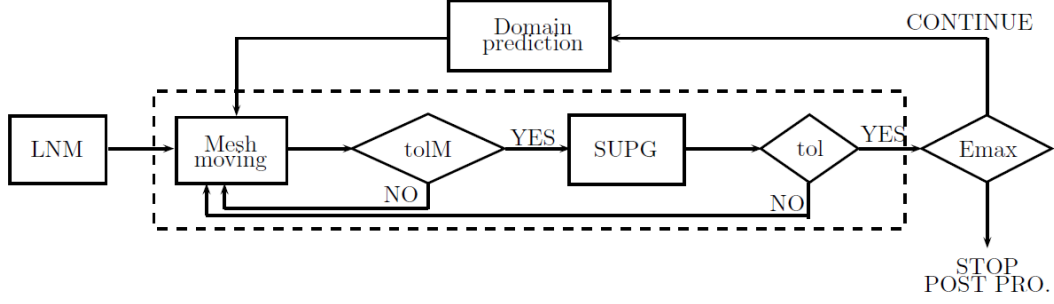 Domain
prediction
CONTINUE
LNM
Mesh
moving
tolM
YES
SUPG
tol
YES
Emax
NO
NO
STOP
POST PRO.